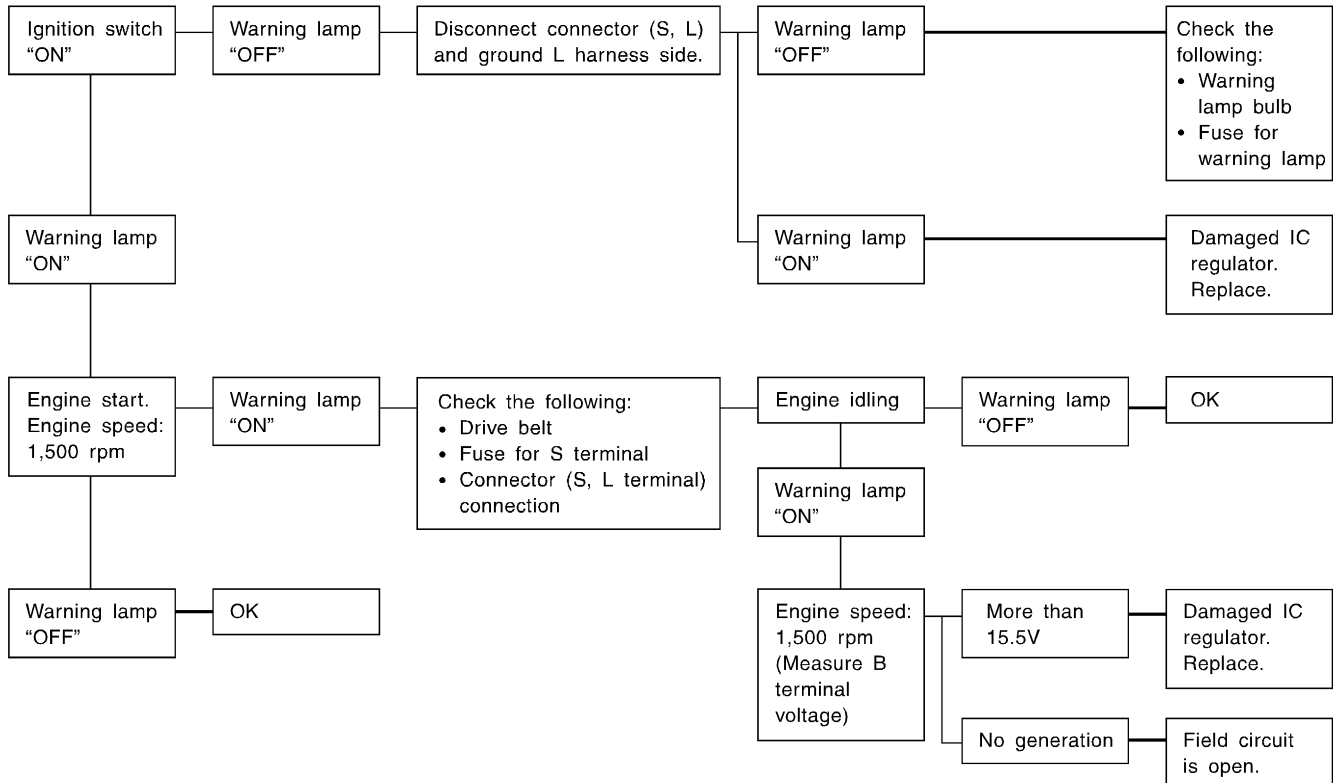 Ignition switch
“ON”
Warning lamp
“OFF”
Disconnect connector (S, L)
and ground L harness side.
Warning lamp
“OFF”
Check the
following:
• Warning
lamp bulb
• Fuse for
warning lamp
Warning lamp
“ON”
Warning lamp
“ON”
Damaged IC
regulator.
Replace.
Engine start.
Engine speed:
1,500 rpm
Warning lamp
“ON”
Check the following:
• Drive belt
• Fuse for S terminal
• Connector (S, L terminal)
connection
Engine idling
Warning lamp
“OFF”
OK
Warning lamp
“ON”
Warning lamp
“OFF”
OK
Engine speed:
1,500 rpm
(Measure B
terminal
voltage)
More than
15.5V
Damaged IC
regulator.
Replace.
No generation
Field circuit
is open.